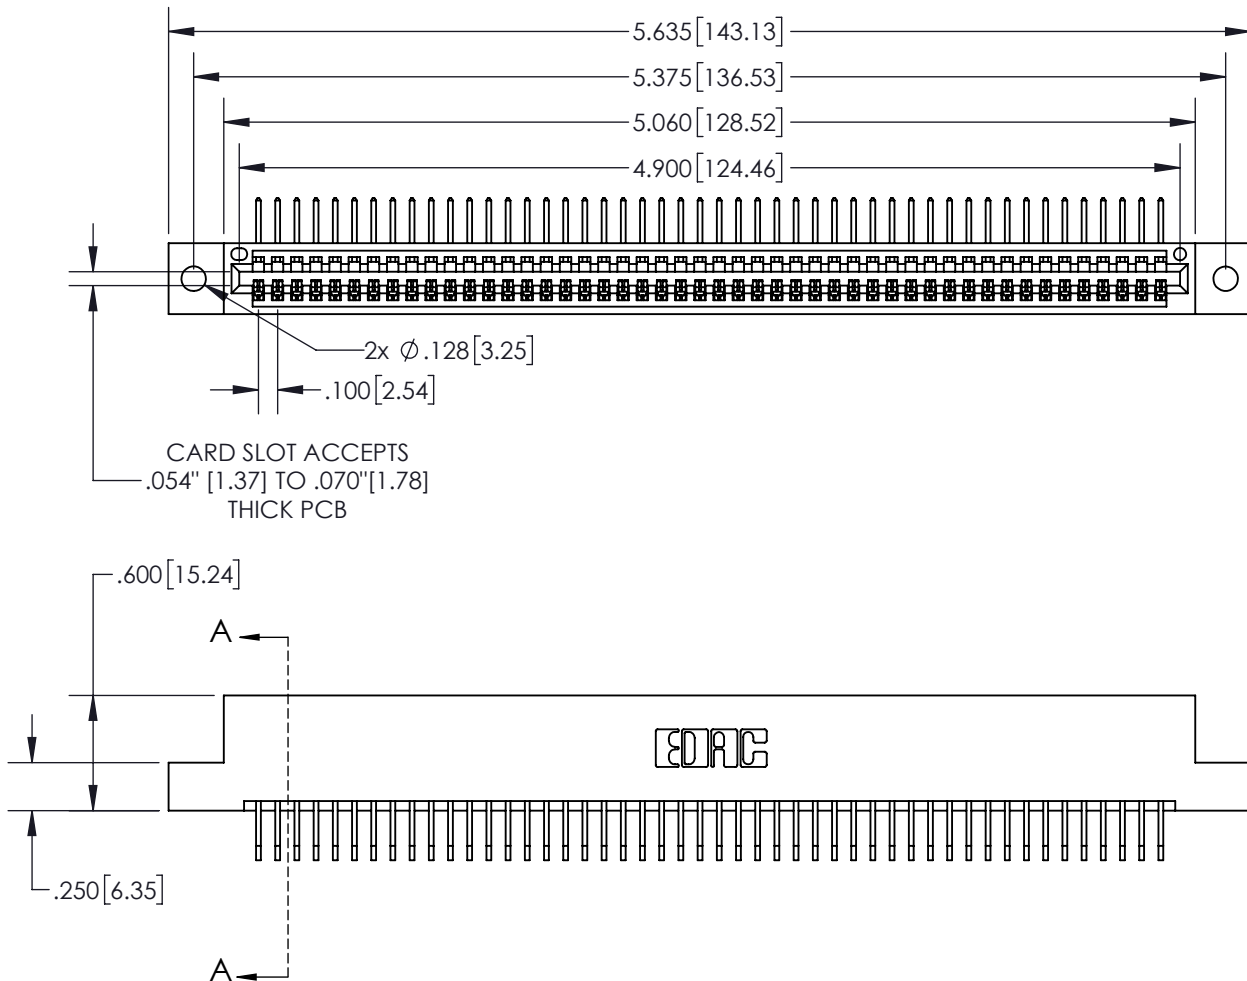 5.635[143.13]
5.375[136.53]
5.060[128.52]
4.900[124.46]
2x Ø.128[3.25]
.100[2.54]
CARD SLOT ACCEPTS
.054" [1.37] TO .070"[1.78]
THICK PCB
.600[15.24]
A
EDAC
.250[6.35]
A